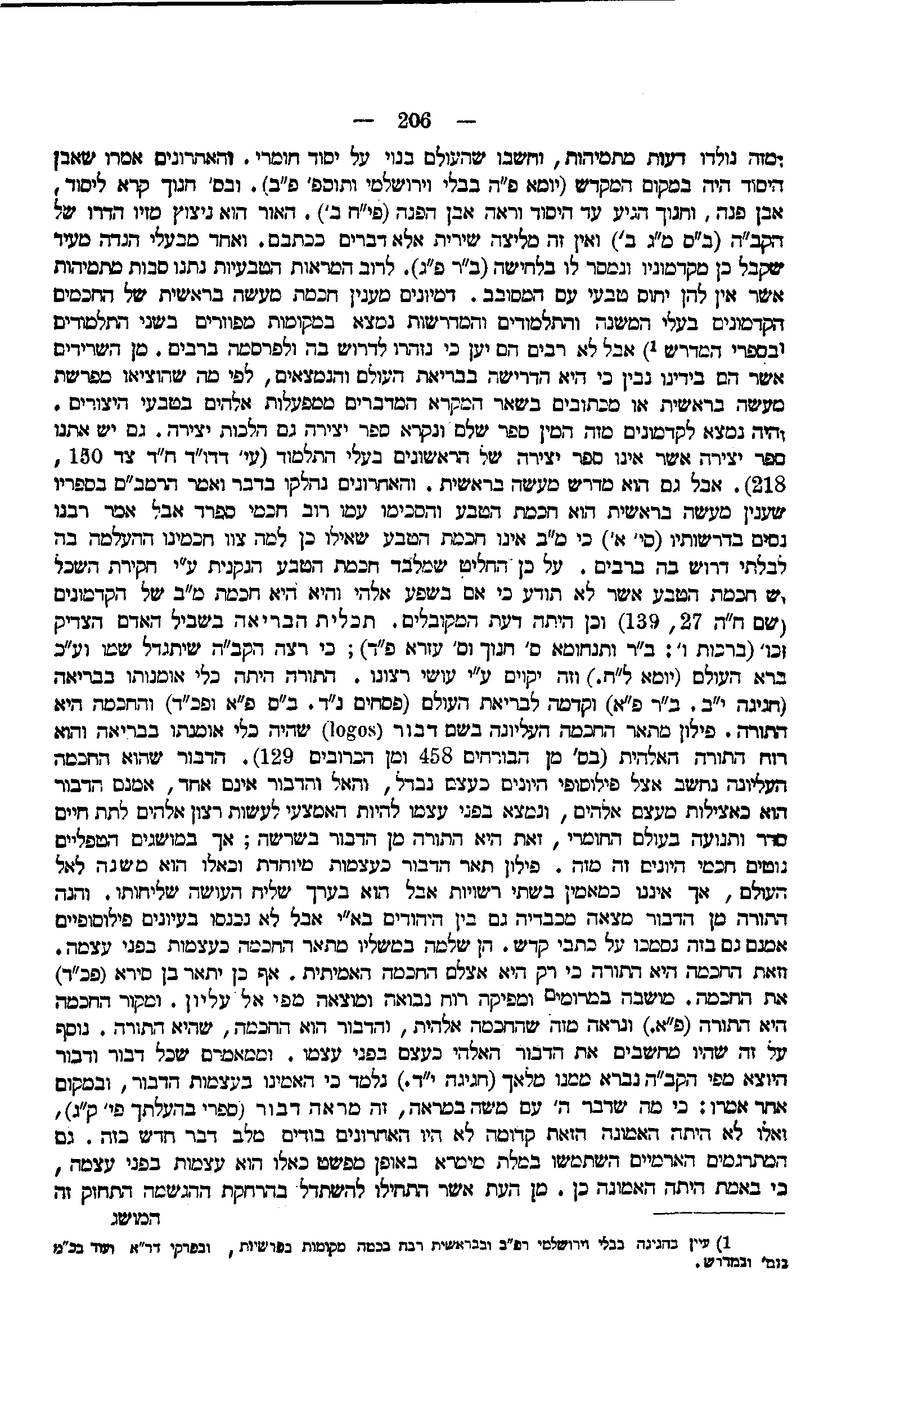 — 206 —
ומזה נולדו דעות מתמיהות, וחשבו שהעולם בנוי על יסוד חומרי. והאחרונים אמרו שאבן
היסוד היה במקום המקדש (יומא פ"ה בבלי וירושלמי ותוספ' פ"ב). ובס' חנוך קרא ליסוד,
אבן פנה, וחנוך הגיע עד היסוד וראה אבן הפנה (פי"ח ב'). האור הוא ניצוץ מזיו הדרו של
הקב"ה (ב"ס מ"ג ב') ואין זה מליצה שירית אלא דברים ככתבם. ואחד מבעלי הגדה מעיד
שקבל כן מקדמוניו ונמסר לו בלחישה (ב"ר פ"ג). לרוב המראות הטבעיות נתנו סבות מתמיהות
אשר אין להן יחוס טבעי עם המסובב. דמיונים מענין חכמת מעשה בראשית של החכמים
הקדמונים בעלי המשנה והתלמודים והמדרשות נמצא במקומות מפוזרים בשני התלמודים
ובספרי המדרש 1) אבל לא רבים הם יען כי נזהרו לדרוש בה ולפרסמה ברבים. מן השרידים
אשר הם בידינו נבין כי היא הדרישה בבריאת העולם והנמצאים, לפי מה שהוציאו מפרשת
מעשה בראשית או מכתובים בשאר המקרא המדברים ממפעלות אלהים בטבעי היצורים.
והיה נמצא לקדמונים מזה המין ספר שלם ונקרא ספר יצירה גם הלכות יצירה. גם יש אתנו
ספר יצירה אשר אינו ספר יצירה של הראשונים בעלי התלמוד (עי' דדו"ד ח"ד צד 150,
218). אבל גם הוא מדרש מעשה בראשית. והאחרונים נחלקו בדבר ואמר הרמב"ם בספריו
שענין מעשה בראשית הוא חכמת הטבע והסכימו עמו רוב חכמי ספרד אבל אמר רבנו
נסים בדרשותיו (סי' א') כי מ"ב אינו חכמת הטבע שאילו כן למה צוו חכמינו ההעלמה בה
לבלתי דרוש בה ברבים. על כן החליט שמלבד חכמת הטבע הנקנית ע"י חקירת השכל
יש חכמת הטבע אשר לא תודע כי אם בשפע אלהי והיא היא חכמת מ"ב של הקדמונים
(שם ח"ה 27, 139) וכן היתה דעת המקובלים. תכלית הבריאה בשביל האדם הצדיק
וכו' (ברכות ו': ב"ר ותנחומא ס' חנוך וס' עזרא פ"ד); כי רצה הקב"ה שיתגדל שמו וע"כ
ברא העולם (יומא ל"ח.) וזה יקוים ע"י עושי רצונו. התורה היתה כלי אומנותו בבריאה
(חגיגה י"ב. ב"ר פ"א) וקדמה לבריאת העולם (פסחים נ"ד. ב"ס פ"א ופכ"ד) והחכמה היא
התורה. פילון מתאר החכמה העליונה בשם דבור (logos) שהיה כלי אומנתו בבריאה והוא
רוח התורה האלהית (בס' מן הבורחים 458 ומן הכרובים 129). הדבור שהוא החכמה
העליונה נחשב אצל פילוסופי היונים כעצם נבדל, והאל והדבור אינם אחד, אמנם הדבור
הוא כאצילות מעצם אלהים, ונמצא בפני עצמו להיות האמצעי לעשות רצון אלהים לתת חיים
סדר ותנועה בעולם החומרי, זאת היא התורה מן הדבור בשרשה; אך במושגים הטפליים
נוטים חכמי היונים זה מזה. פילון תאר הדבור כעצמות מיוחדת וכאלו הוא משנה לאל
העולם, אך איננו כמאמין בשתי רשויות אבל הוא בערך שליח העושה שליחותו. והנה
התורה מן הדבור מצאה מכבדיה גם בין היהודים בא"י אבל לא נכנסו בעיונים פילוסופיים
אמנם גם בזה נסמכו על כתבי קדש. הן שלמה במשליו מתאר החכמה כעצמות בפני עצמה.
וזאת החכמה היא התורה כי רק היא אצלם החכמה האמיתית. אף כן יתאר בן סירא (פכ"ד)
את החכמה. מושבה במרומים ומפיקה רוח נבואה ומוצאה מפי אל עליון. ומקור החכמה
היא התורה (פ"א.) ונראה מזה שהחכמה אלהית, והדבור הוא החכמה, שהיא התורה. נוסף
על זה שהיו מחשבים את הדבור האלהי כעצם בפני עצמו. וממאמרם שכל דבור ודבור
היוצא מפי הקב"ה נברא ממנו מלאך (חגיגה י"ד.) נלמד כי האמינו בעצמות הדבור, ובמקום
אחר אמרו: כי מה שדבר ה' עם משה במראה, זה מראה דבור (ספרי בהעלתך פי' ק"ג),
ואלו לא היתה האמונה הזאת קדומה לא היו האחרונים בודים מלב דבר חדש כזה. גם
המתרגמים הארמיים השתמשו במלת מימרא באופן מפשט כאלו הוא עצמות בפני עצמה,
כי באמת היתה האמונה כן. מן העת אשר התחילו להשתדל בהרחקת ההגשמה התחזק זה
המושג
1) עיין בחגיגה בבלי וירושלמי רפ"ב ובבראשית רבה בכמה מקומות בפרשיות, ובפרקי דר"א ועוד בכ"מ
בגמ' ובמדרש.